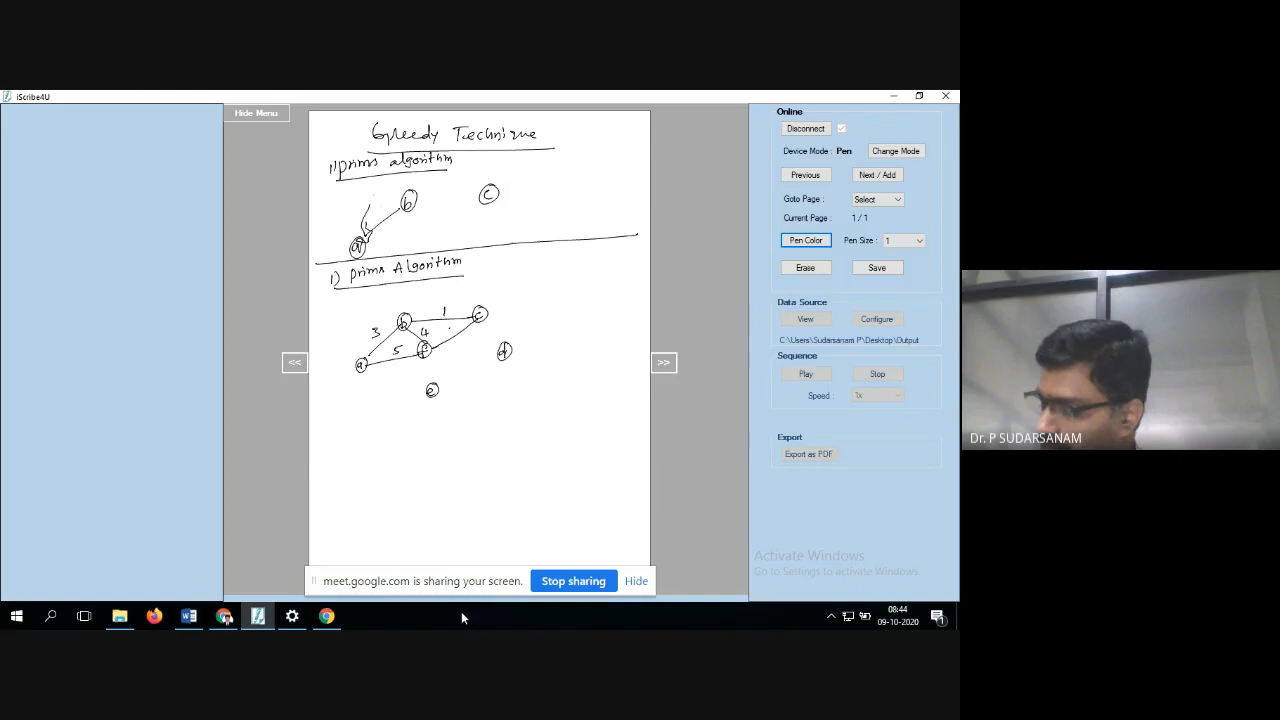 iScribe4U
Hide Menu
Greedy Technique
1) prims algorithm
b
c
a
1) prims Algorithm
1
b
c
3
4
5
f
a
d
e
<<
>>
Online
Disconnect
Device Mode : Pen
Change Mode
Previous
Next / Add
Goto Page :
Select
Current Page : 1 / 1
Pen Color
Pen Size : 1
Erase
Save
Data Source
View
Configure
C:\Users\Sudarsanam P\Desktop\Output
Sequence
Play
Stop
Speed : 1x
Export
Export as PDF
Activate Windows
Go to Settings to activate Windows.
meet.google.com is sharing your screen.
Stop sharing
Hide
08:44
09-10-2020
1
Dr. P SUDARSANAM